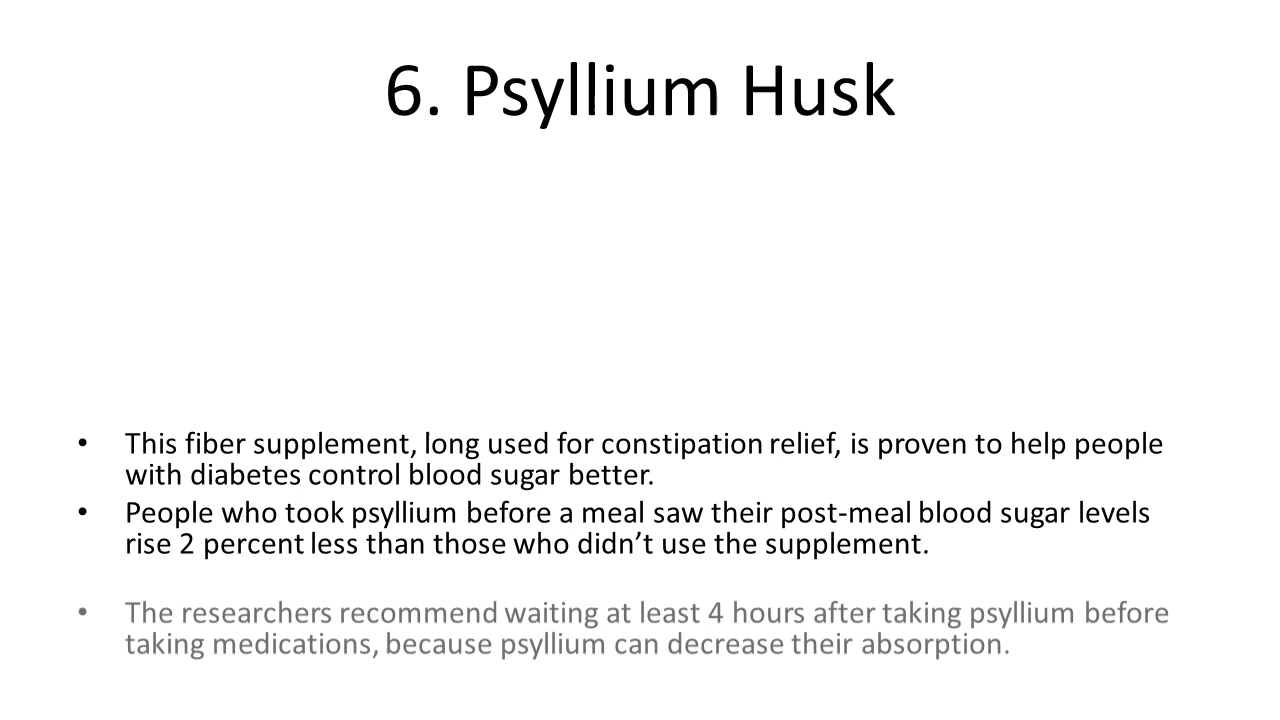 6. Psyllium Husk
• This fiber supplement, long used for constipation relief, is proven to help people
with diabetes control blood sugar better.
• People who took psyllium before a meal saw their post-meal blood sugar levels
rise 2 percent less than those who didn’t use the supplement.
• The researchers recommend waiting at least 4 hours after taking psyllium before
taking medications, because psyllium can decrease their absorption.